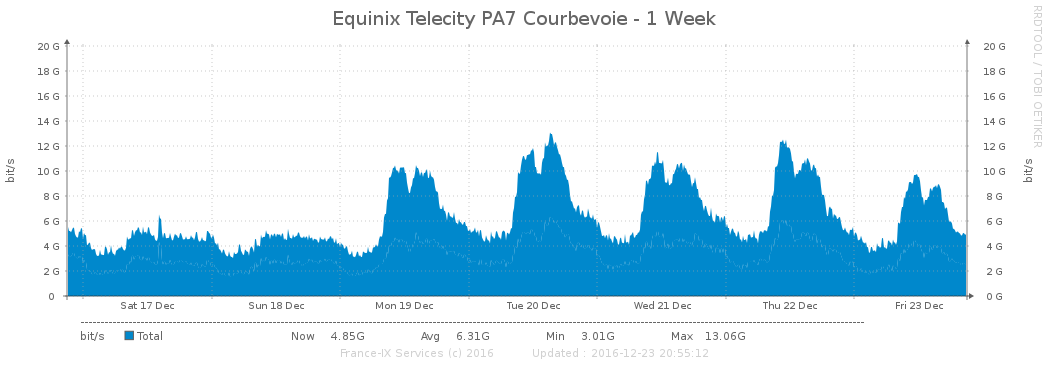 Equinix Telecity PA7 Courbevoie - 1 Week
RRDTOOL / TOBI OETIKER
20 G 20 G
18 G 18 G
16 G 16 G
14 G 14 G
12 G 12 G
10 G 10 G
8 G 8 G
6 G 6 G
4 G 4 G
2 G 2 G
0 0 G
bit/s
bit/s
Sat 17 Dec Sun 18 Dec Mon 19 Dec Tue 20 Dec Wed 21 Dec Thu 22 Dec Fri 23 Dec
bit/s Total Now 4.85G Avg 6.31G Min 3.01G Max 13.06G
France-IX Services (c) 2016 Updated : 2016-12-23 20:55:12